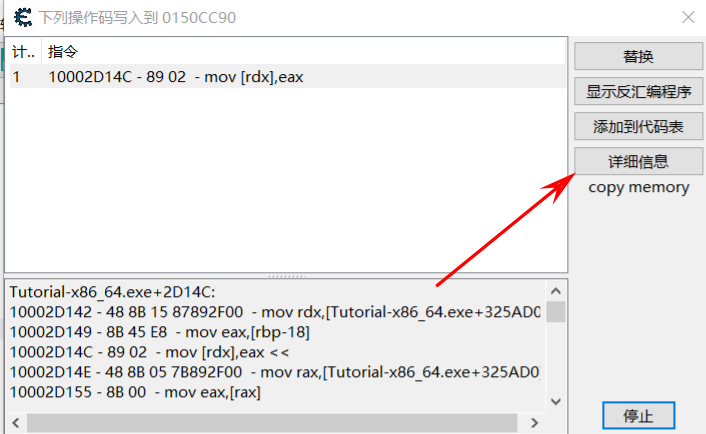 下列操作码写入到 0150CC90
计.. 指令
1 10002D14C - 89 02 - mov [rdx],eax
替换
显示反汇编程序
添加到代码表
详细信息
copy memory
Tutorial-x86_64.exe+2D14C:
10002D142 - 48 8B 15 87892F00 - mov rdx,[Tutorial-x86_64.exe+325AD0
10002D149 - 8B 45 E8 - mov eax,[rbp-18]
10002D14C - 89 02 - mov [rdx],eax <<
10002D14E - 48 8B 05 7B892F00 - mov rax,[Tutorial-x86_64.exe+325AD0]
10002D155 - 8B 00 - mov eax,[rax]
停止